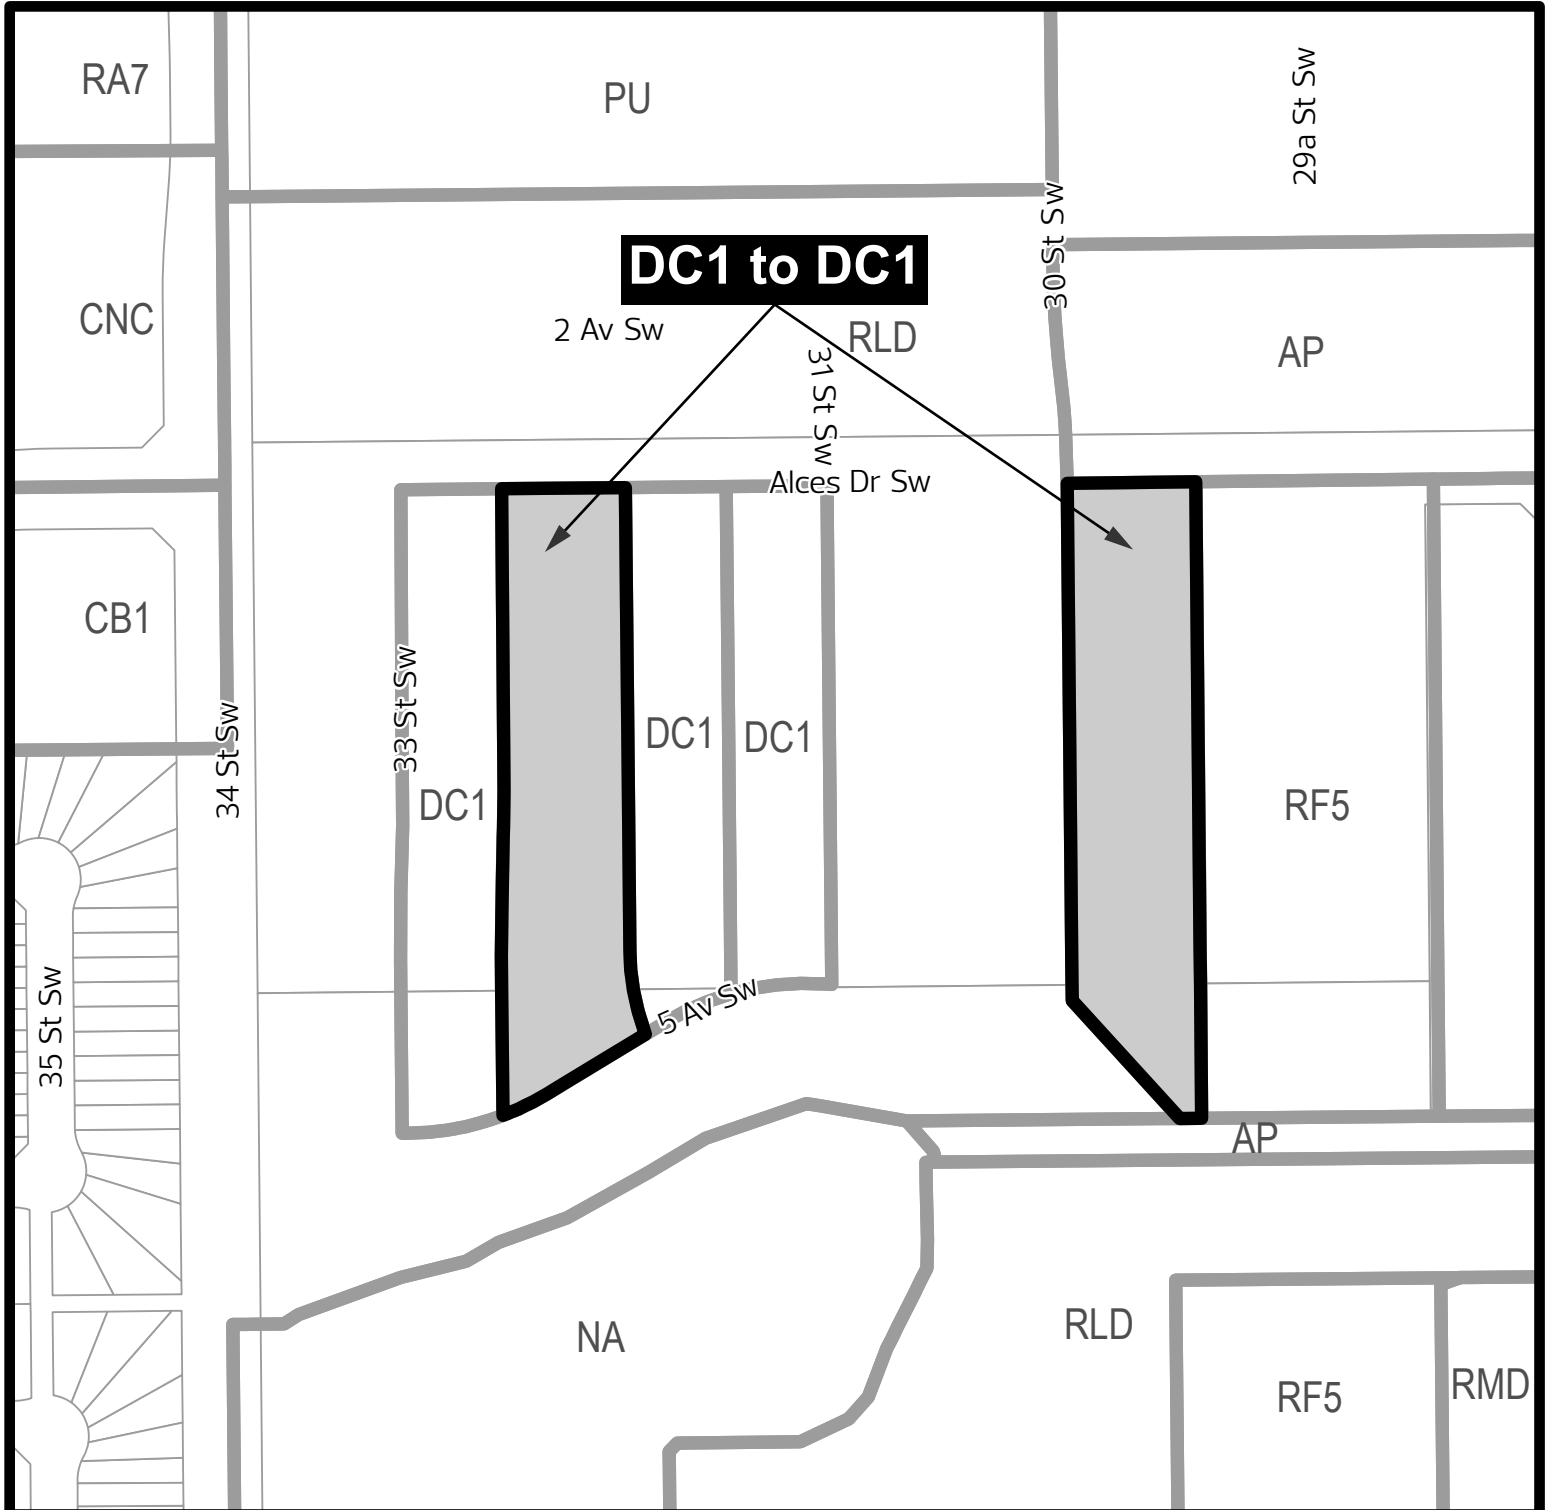 RA7
PU
29a St Sw
30 St Sw
DC1 to DC1
CNC
2 Av Sw
RLD
AP
31 St Sw
Alces Dr Sw
CB1
33 St Sw
34 St Sw
DC1
DC1
DC1
RF5
35 St Sw
5 Av Sw
AP
NA
RLD
RF5
RMD